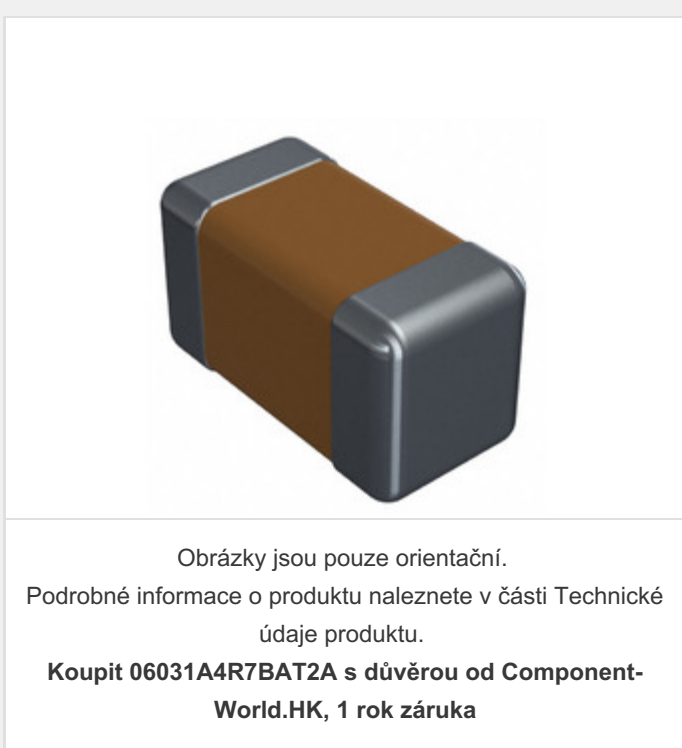 Obrázky jsou pouze orientační.
Podrobné informace o produktu naleznete v části Technické
údaje produktu.
Koupit 06031A4R7BAT2A s důvěrou od Component-
World.HK, 1 rok záruka